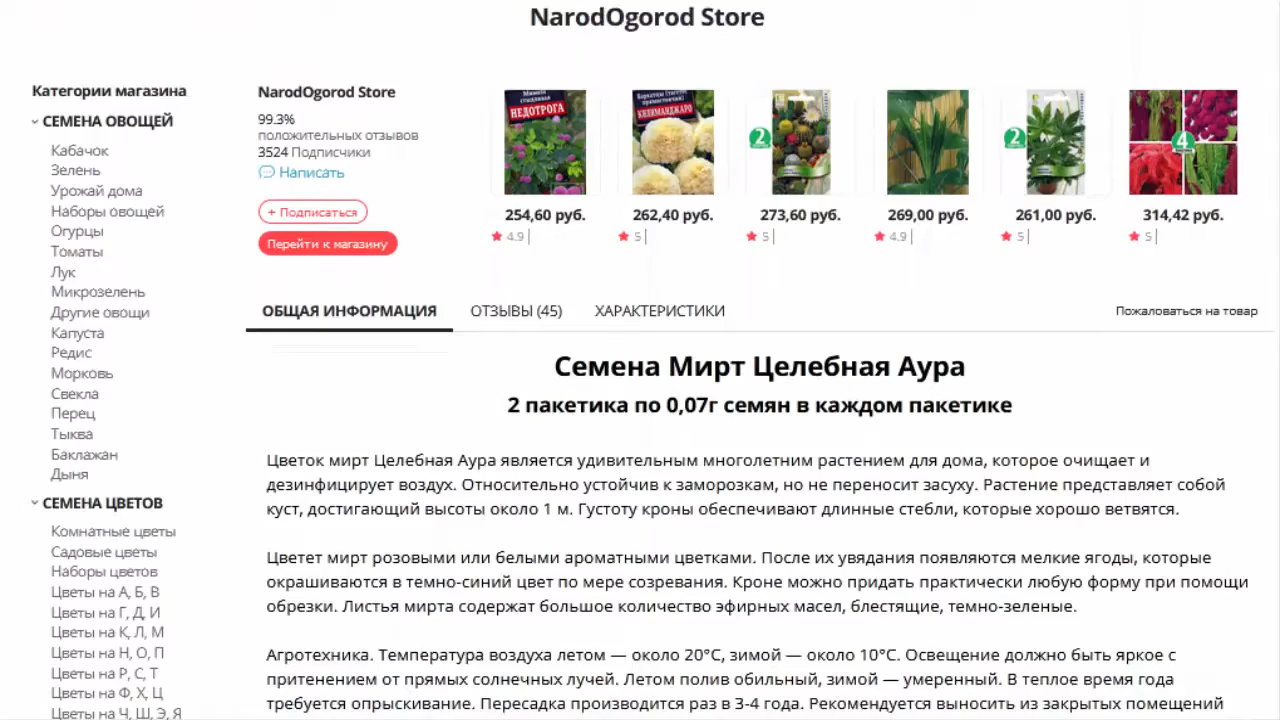 NarodOgorod Store
Категории магазина
СЕМЕНА ОВОЩЕЙ
Кабачок
Зелень
Урожай дома
Наборы овощей
Огурцы
Томаты
Лук
Микрозелень
Другие овощи
Капуста
Редис
Морковь
Свекла
Перец
Тыква
Баклажан
Дыня
СЕМЕНА ЦВЕТОВ
Комнатные цветы
Садовые цветы
Наборы цветов
Цветы на А, Б, В
Цветы на Г, Д, И
Цветы на К, Л, М
Цветы на Н, О, П
Цветы на Р, С, Т
Цветы на Ф, Х, Ц
Цветы на Ч, Ш, Э, Я
NarodOgorod Store
99.3%
положительных отзывов
3524 Подписчики
Написать
+ Подписаться
Перейти к магазину
НЕДОТРОГА
КИЛИМАНДЖАРО
2
2
4
254,60 руб.
262,40 руб.
273,60 руб.
269,00 руб.
261,00 руб.
314,42 руб.
4.9
5
5
4.9
5
5
ОБЩАЯ ИНФОРМАЦИЯ
ОТЗЫВЫ (45)
ХАРАКТЕРИСТИКИ
Пожаловаться на товар
Семена Мирт Целебная Аура
2 пакетика по 0,07г семян в каждом пакетике
Цветок мирт Целебная Аура является удивительным многолетним растением для дома, которое очищает и
дезинфицирует воздух. Относительно устойчив к заморозкам, но не переносит засуху. Растение представляет собой
куст, достигающий высоты около 1 м. Густоту кроны обеспечивают длинные стебли, которые хорошо ветвятся.
Цветет мирт розовыми или белыми ароматными цветками. После их увядания появляются мелкие ягоды, которые
окрашиваются в темно-синий цвет по мере созревания. Кроне можно придать практически любую форму при помощи
обрезки. Листья мирта содержат большое количество эфирных масел, блестящие, темно-зеленые.
Агротехника. Температура воздуха летом — около 20°С, зимой — около 10°С. Освещение должно быть яркое с
притенением от прямых солнечных лучей. Летом полив обильный, зимой — умеренный. В теплое время года
требуется опрыскивание. Пересадка производится раз в 3-4 года. Рекомендуется выносить из закрытых помещений